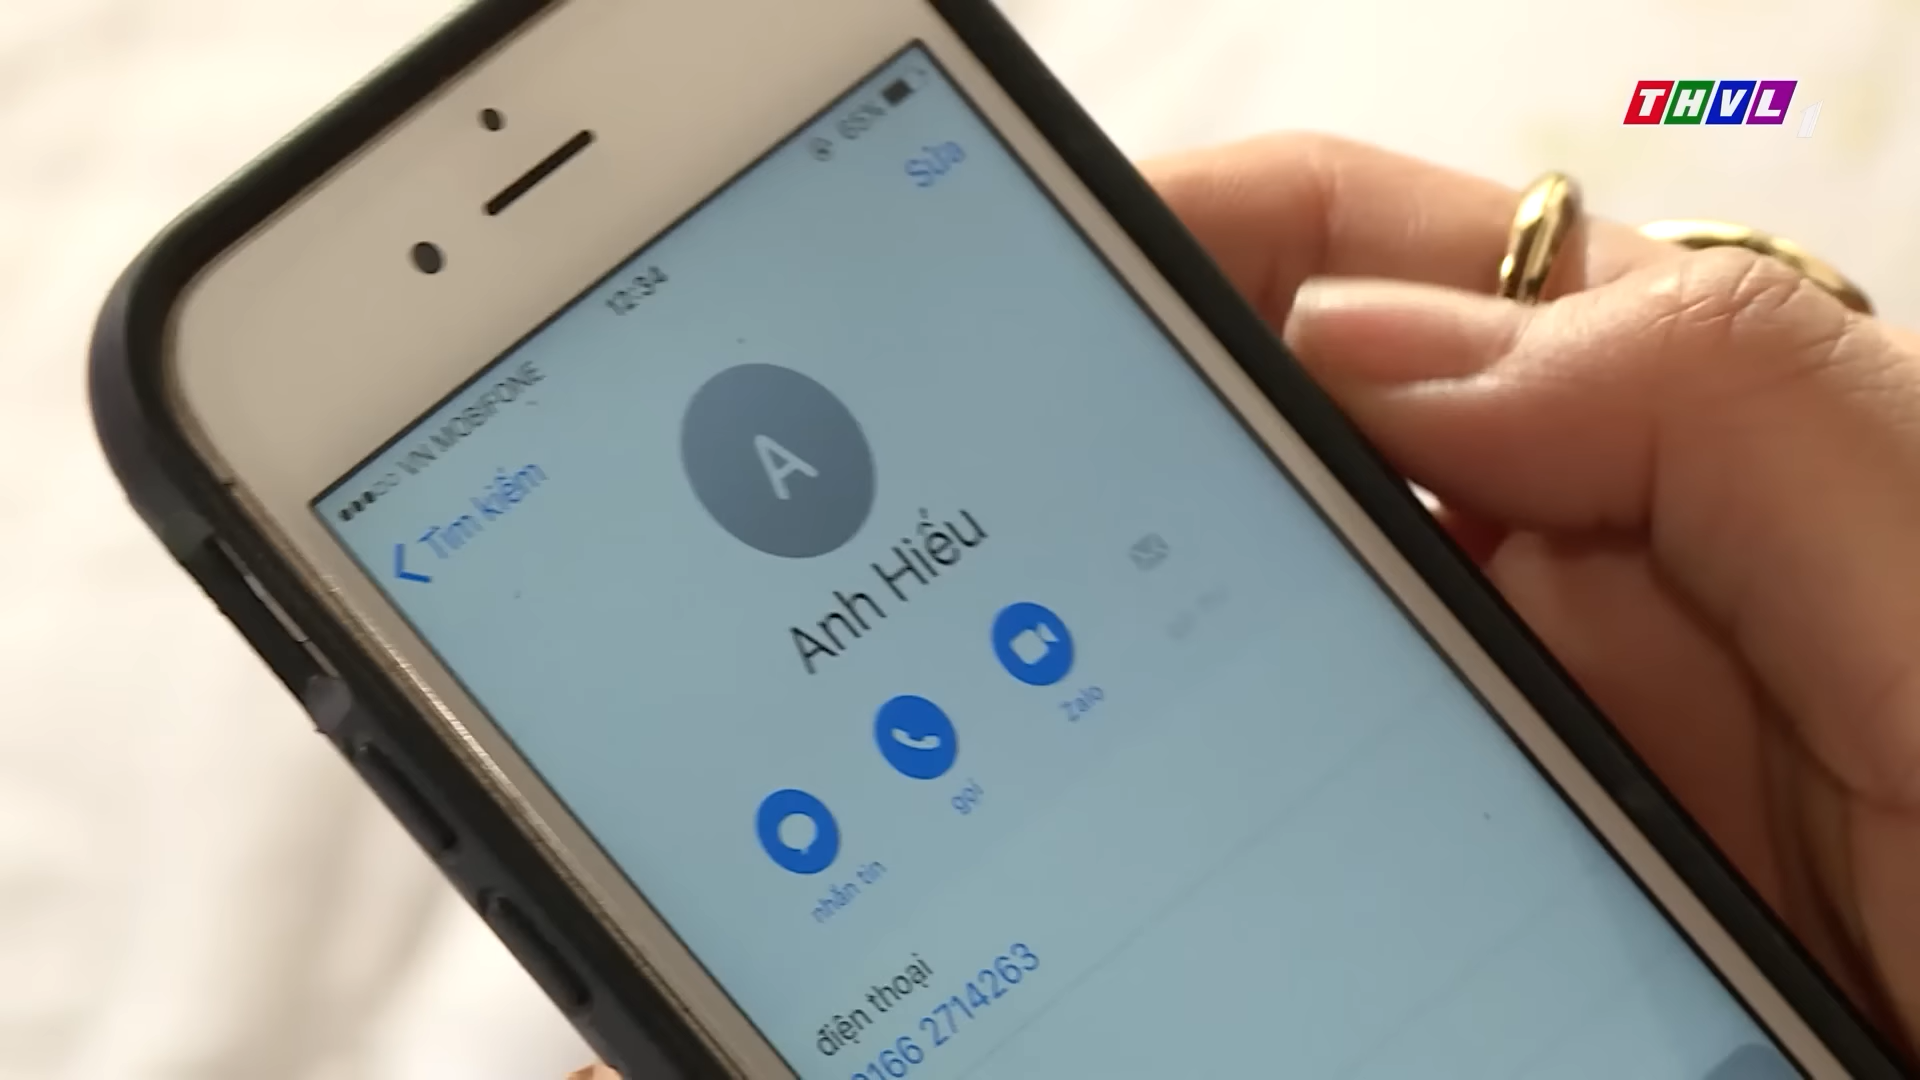 THVL 1
VN MOBIFONE 12:34 65%
Tìm kiếm Sửa
A
Anh Hiếu
nhắn tin gọi Zalo
điện thoại
0166 2714263